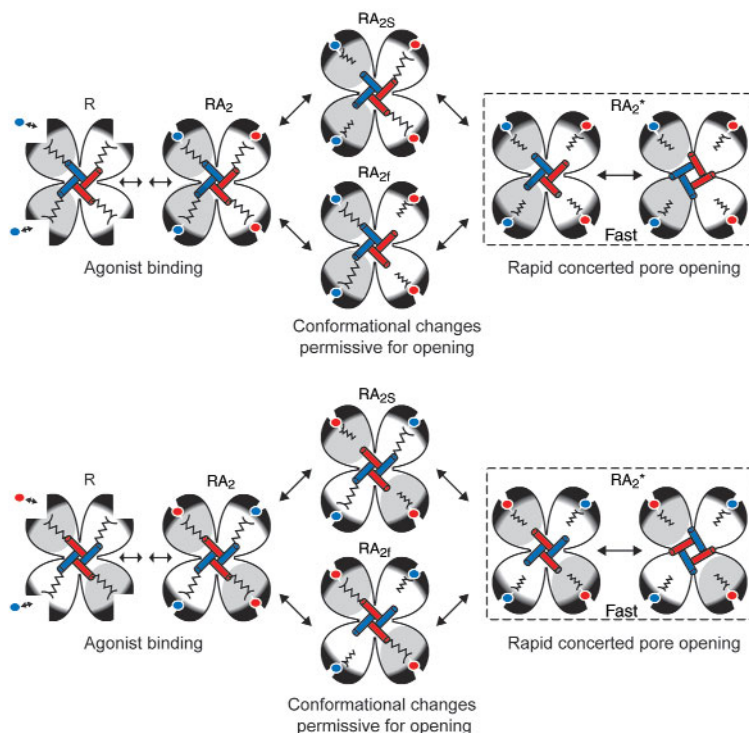 RA2S
R
RA2
RA2*
RA2f
Fast
Agonist binding
Rapid concerted pore opening
Conformational changes
permissive for opening
RA2S
R
RA2
RA2*
RA2f
Fast
Agonist binding
Rapid concerted pore opening
Conformational changes
permissive for opening